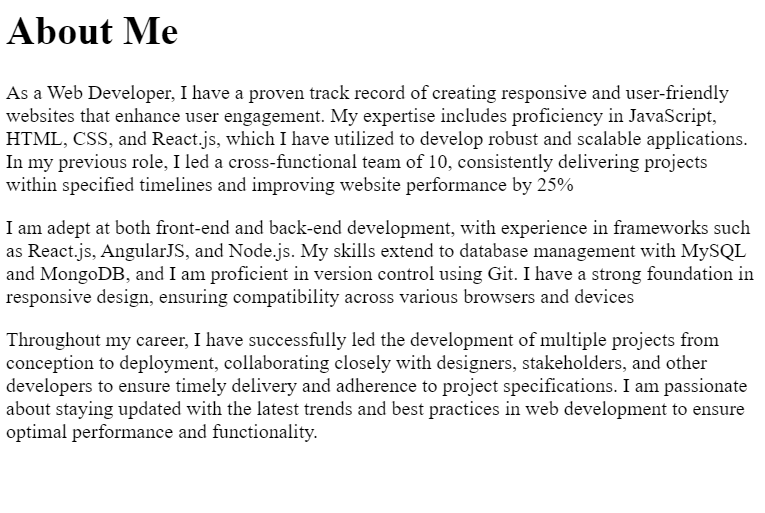 About Me
As a Web Developer, I have a proven track record of creating responsive and user-friendly
websites that enhance user engagement. My expertise includes proficiency in JavaScript,
HTML, CSS, and React.js, which I have utilized to develop robust and scalable applications.
In my previous role, I led a cross-functional team of 10, consistently delivering projects
within specified timelines and improving website performance by 25%
I am adept at both front-end and back-end development, with experience in frameworks such
as React.js, AngularJS, and Node.js. My skills extend to database management with MySQL
and MongoDB, and I am proficient in version control using Git. I have a strong foundation in
responsive design, ensuring compatibility across various browsers and devices
Throughout my career, I have successfully led the development of multiple projects from
conception to deployment, collaborating closely with designers, stakeholders, and other
developers to ensure timely delivery and adherence to project specifications. I am passionate
about staying updated with the latest trends and best practices in web development to ensure
optimal performance and functionality.